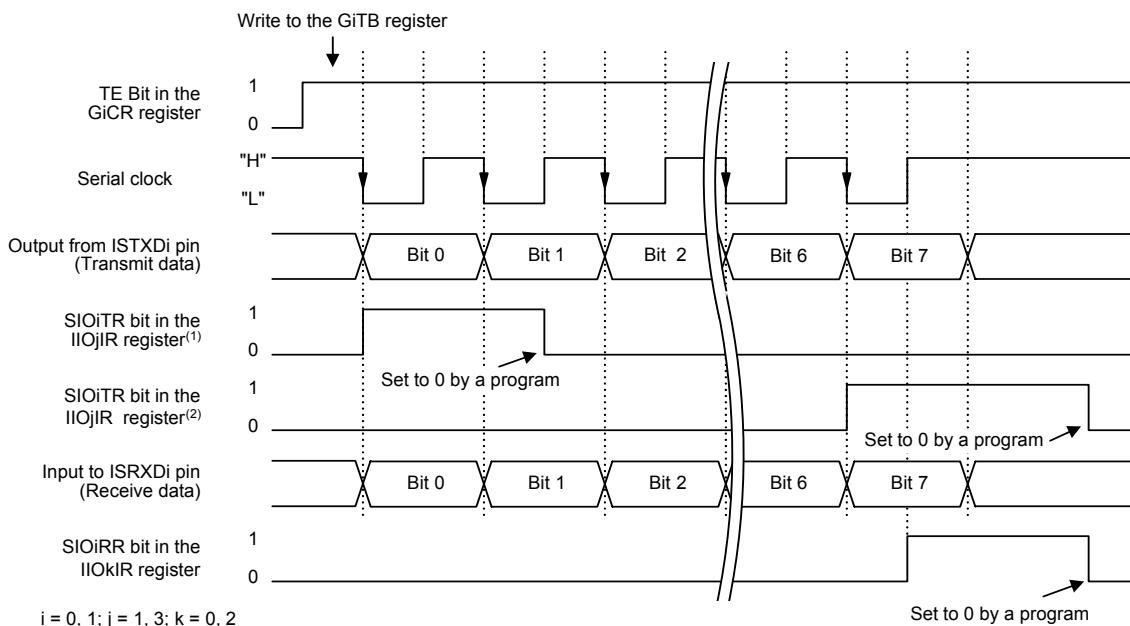 Write to the GiTB register
TE Bit in the
GiCR register
1
0
Serial clock
"H"
"L"
Output from ISTXDi pin
(Transmit data)
Bit 0
Bit 1
Bit 2
Bit 6
Bit 7
SIOiTR bit in the
IIOjIR register(1)
1
0
Set to 0 by a program
SIOiTR bit in the
IIOjIR register(2)
1
0
Set to 0 by a program
Input to ISRXDi pin
(Receive data)
Bit 0
Bit 1
Bit 2
Bit 6
Bit 7
SIOiRR bit in the
IIOkIR register
1
0
Set to 0 by a program
i = 0, 1; j = 1, 3; k = 0, 2